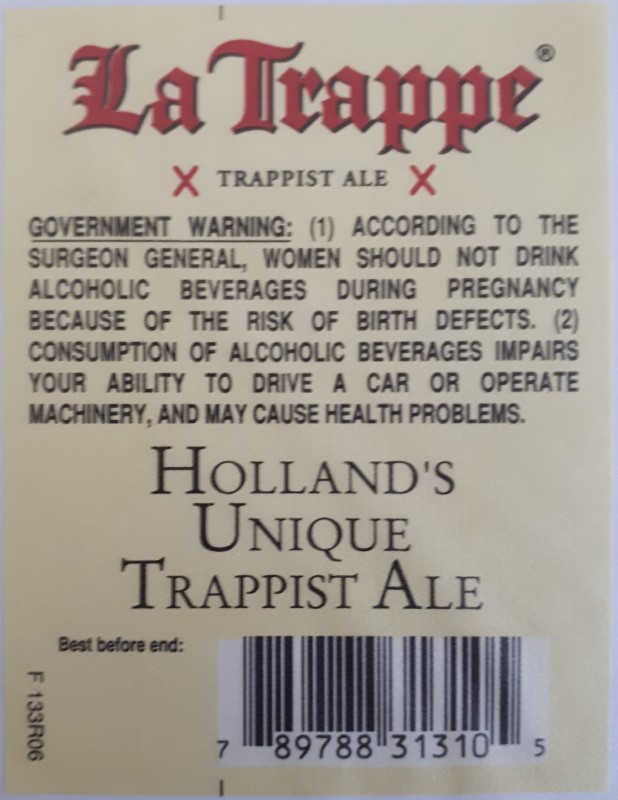 La Trappe®
X TRAPPIST ALE X
GOVERNMENT WARNING: (1) ACCORDING TO THE
SURGEON GENERAL, WOMEN SHOULD NOT DRINK
ALCOHOLIC BEVERAGES DURING PREGNANCY
BECAUSE OF THE RISK OF BIRTH DEFECTS. (2)
CONSUMPTION OF ALCOHOLIC BEVERAGES IMPAIRS
YOUR ABILITY TO DRIVE A CAR OR OPERATE
MACHINERY, AND MAY CAUSE HEALTH PROBLEMS.
HOLLAND'S
UNIQUE
TRAPPIST ALE
Best before end:
F 133R06
7 89788 31310 5